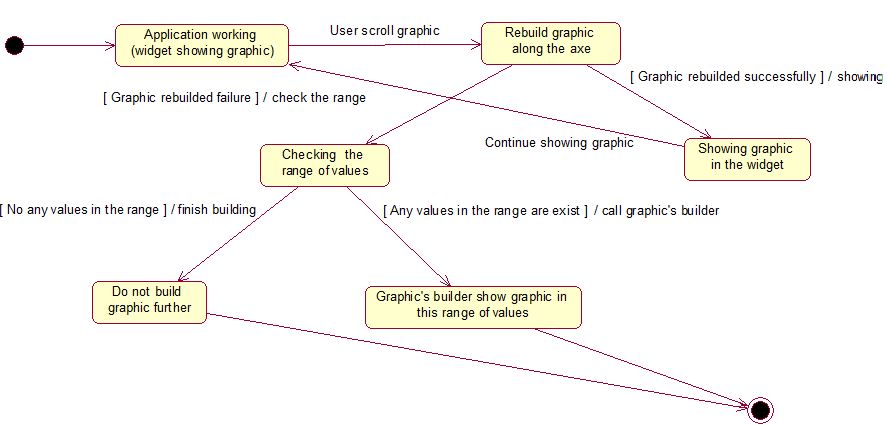 Application working
(widget showing graphic)
User scroll graphic
Rebuild graphic
along the axe
[ Graphic rebuilded successfully ] / showing
[ Graphic rebuilded failure ] / check the range
Continue showing graphic
Showing graphic
in the widget
Checking the
range of values
[ No any values in the range ] / finish building
[ Any values in the range are exist ] / call graphic's builder
Do not build
graphic further
Graphic's builder show graphic in
this range of values